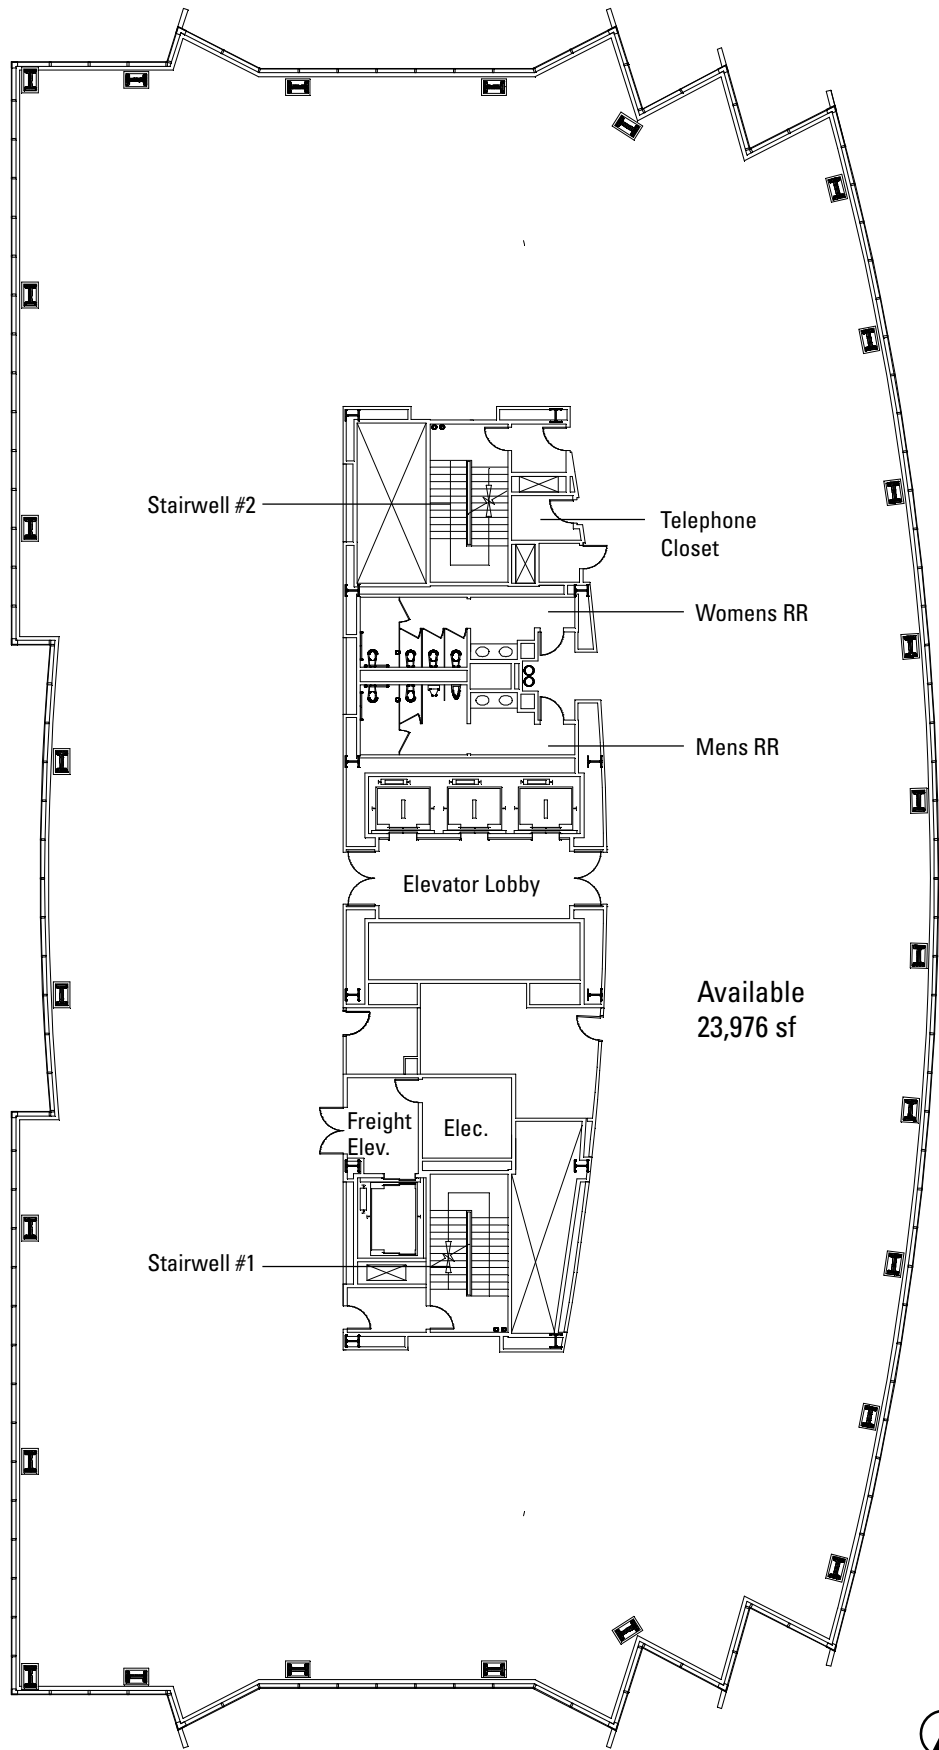 Stairwell #2
Telephone
Closet
Womens RR
Mens RR
Elevator Lobby
Available
23,976 sf
Freight
Elev.
Elec.
Stairwell #1